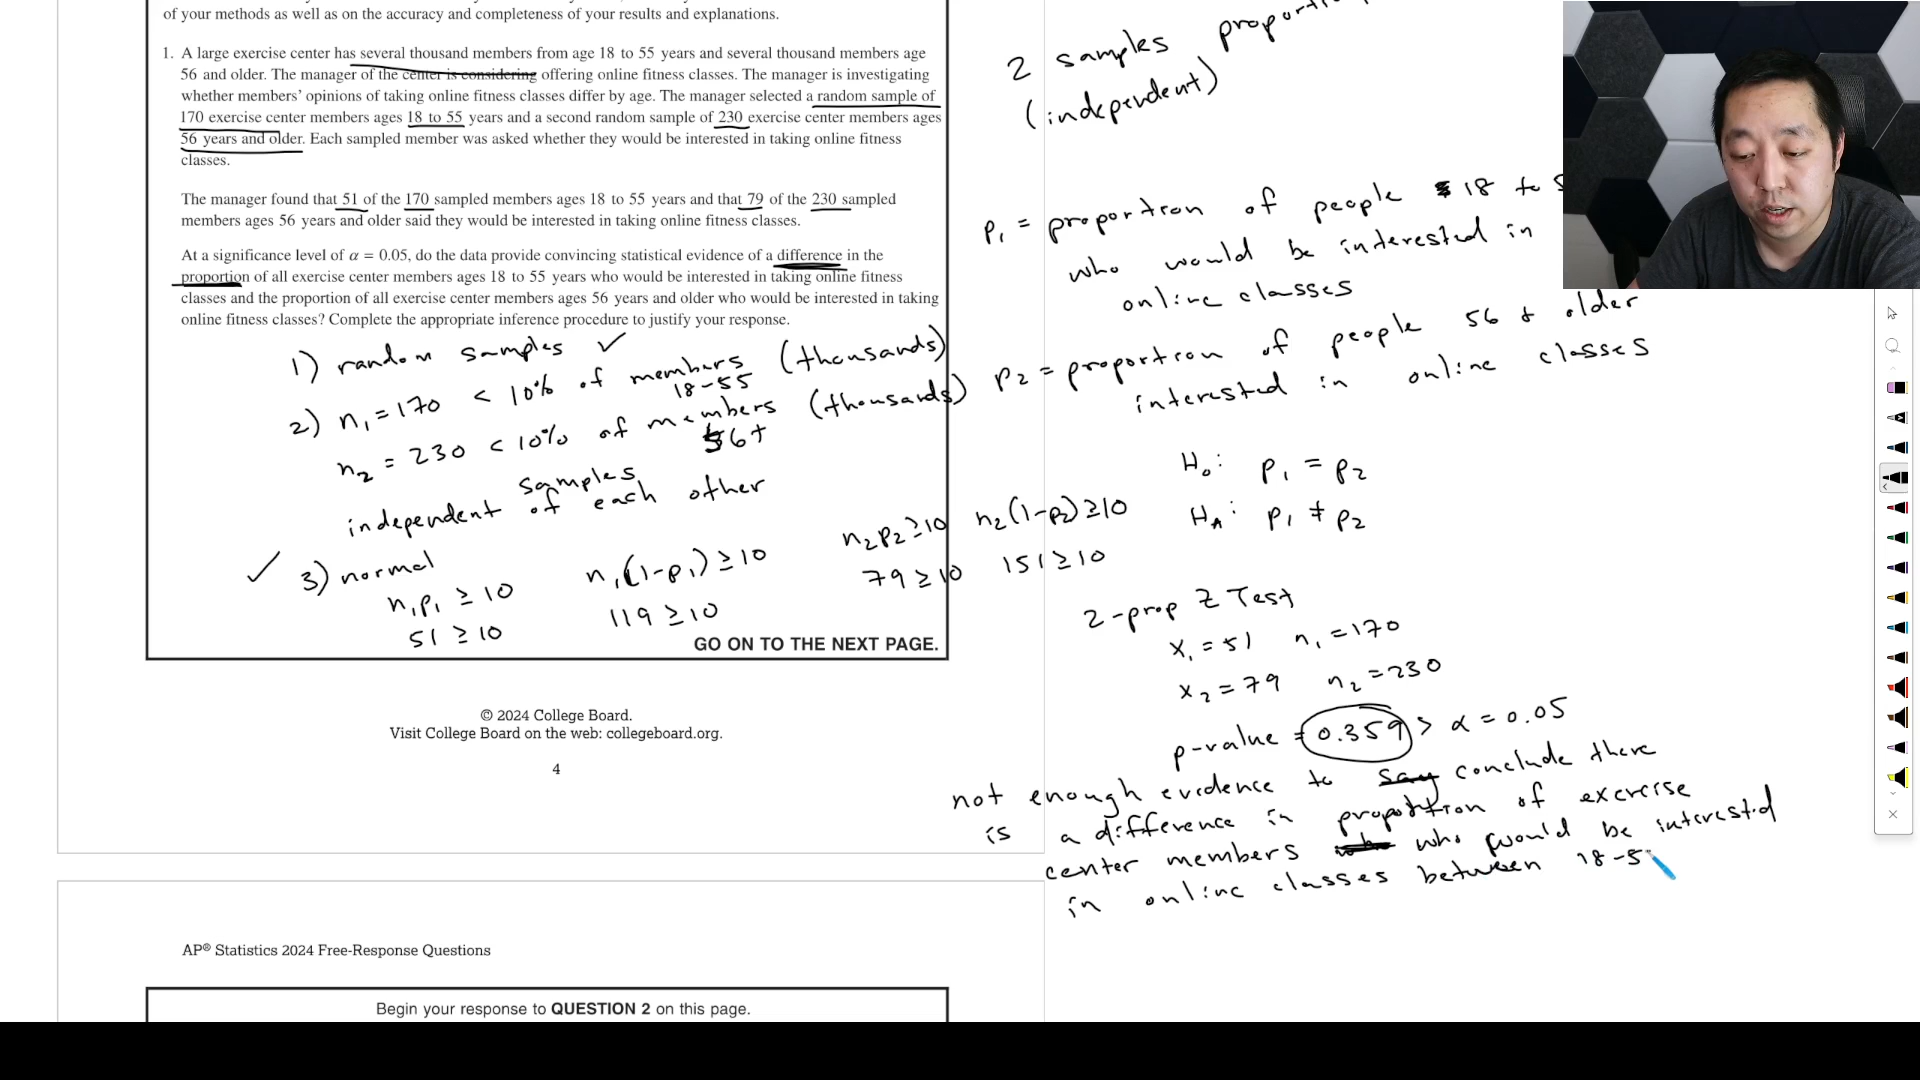 of your methods as well as on the accuracy and completeness of your results and explanations.
1. A large exercise center has several thousand members from age 18 to 55 years and several thousand members age
56 and older. The manager of the center is considering offering online fitness classes. The manager is investigating
whether members' opinions of taking online fitness classes differ by age. The manager selected a random sample of
170 exercise center members ages 18 to 55 years and a second random sample of 230 exercise center members ages
56 years and older. Each sampled member was asked whether they would be interested in taking online fitness
classes.
The manager found that 51 of the 170 sampled members ages 18 to 55 years and that 79 of the 230 sampled
members ages 56 years and older said they would be interested in taking online fitness classes.
At a significance level of α = 0.05, do the data provide convincing statistical evidence of a difference in the
proportion of all exercise center members ages 18 to 55 years who would be interested in taking online fitness
classes and the proportion of all exercise center members ages 56 years and older who would be interested in taking
online fitness classes? Complete the appropriate inference procedure to justify your response.
1) random samples ✓
2) n₁ = 170 < 10% of members (thousands)
18-55
n₂ = 230 < 10% of members (thousands)
56+
independent samples
of each other
✓ 3) normal
n₁p₁ ≥ 10 n₁(1-p₁) ≥ 10 n₂p₂ ≥ 10 n₂(1-p₂) ≥ 10
51 ≥ 10 119 ≥ 10 79 ≥ 10 151 ≥ 10
GO ON TO THE NEXT PAGE.
© 2024 College Board.
Visit College Board on the web: collegeboard.org.
4
2 samples
(independent)
p₁ = proportion of people 18 to
who would be interested in
online classes
p₂ = proportion of people 56 & older
interested in online classes
H₀: p₁ = p₂
Hᴀ: p₁ ≠ p₂
2-prop Z Test
x₁ = 51 n₁ = 170
x₂ = 79 n₂ = 230
p-value = 0.359 > α = 0.05
not enough evidence to say conclude there
is a difference in proportion of exercise
center members who would be interested
in online classes between 18-5
AP® Statistics 2024 Free-Response Questions
Begin your response to QUESTION 2 on this page.